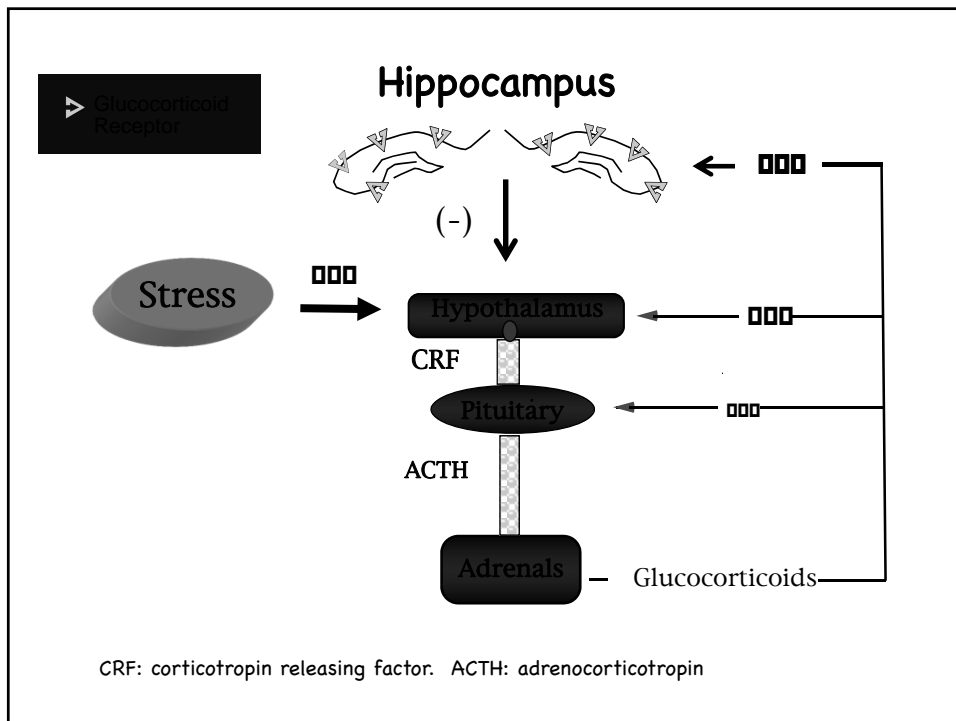 Hippocampus
Glucocorticoid
Receptor
(-)
Stress
Hypothalamus
CRF
Pituitary
ACTH
Adrenals
Glucocorticoids
CRF: corticotropin releasing factor. ACTH: adrenocorticotropin